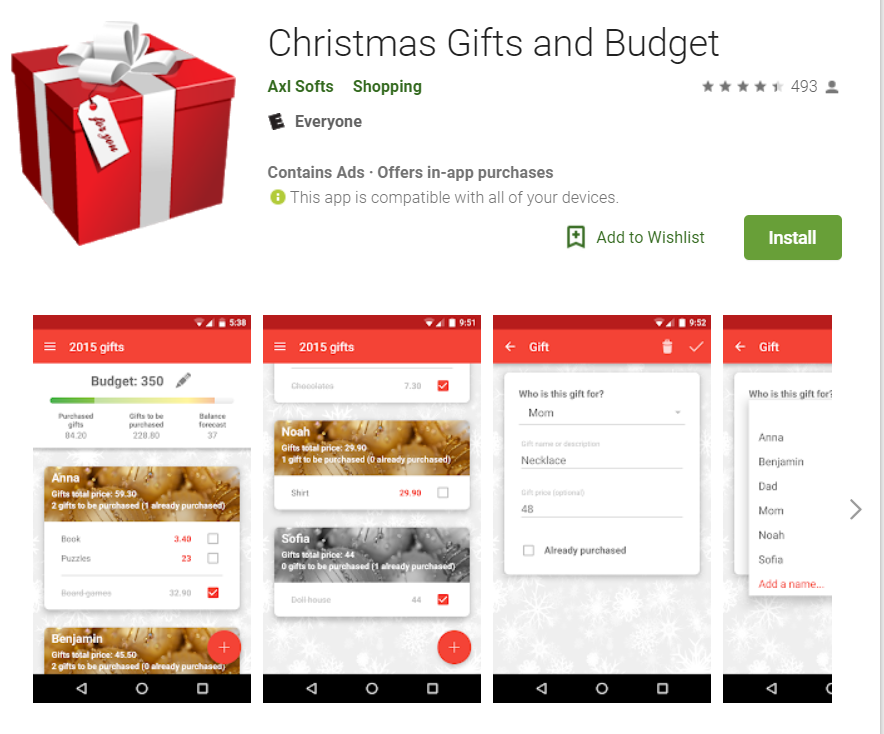 Christmas Gifts and Budget
Axl Softs Shopping 493
for you
E Everyone
Contains Ads · Offers in-app purchases
This app is compatible with all of your devices.
Add to Wishlist Install
5:38
2015 gifts
Budget: 350
Purchased gifts Gifts to be purchased Balance forecast
84.20 228.80 37
Anna
Gifts total price: 59.30
2 gifts to be purchased (1 already purchased)
Book 3.40
Puzzles 23
Board games 32.90
Benjamin
Gifts total price: 45.50
2 gifts to be purchased (0 already purchased)
+
9:51
2015 gifts
Chocolates 7.30
Noah
Gifts total price: 29.90
1 gift to be purchased (0 already purchased)
Shirt 29.90
Sofia
Gifts total price: 44
0 gifts to be purchased (1 already purchased)
Doll house 44
+
9:52
Gift
Who is this gift for?
Mom
Gift name or description
Necklace
Gift price (optional)
48
Already purchased
Gift
Who is this gift for?
Anna
Benjamin
Dad
Mom
Noah
Sofia
Add a name...